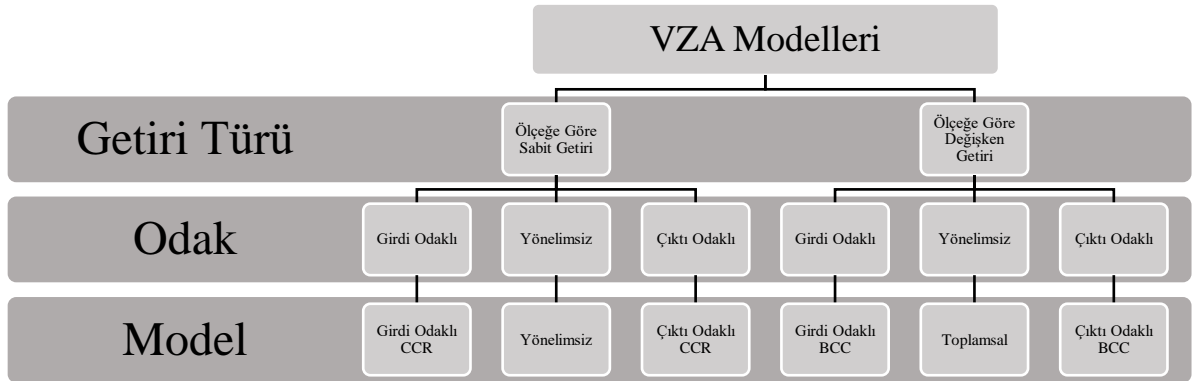 VZA Modelleri
Getiri Türü
Ölçeğe Göre
Sabit Getiri
Ölçeğe Göre
Değişken
Getiri
Odak
Girdi Odaklı
Yönelimsiz
Çıktı Odaklı
Girdi Odaklı
Yönelimsiz
Çıktı Odaklı
Model
Girdi Odaklı
CCR
Yönelimsiz
Çıktı Odaklı
CCR
Girdi Odaklı
BCC
Toplamsal
Çıktı Odaklı
BCC